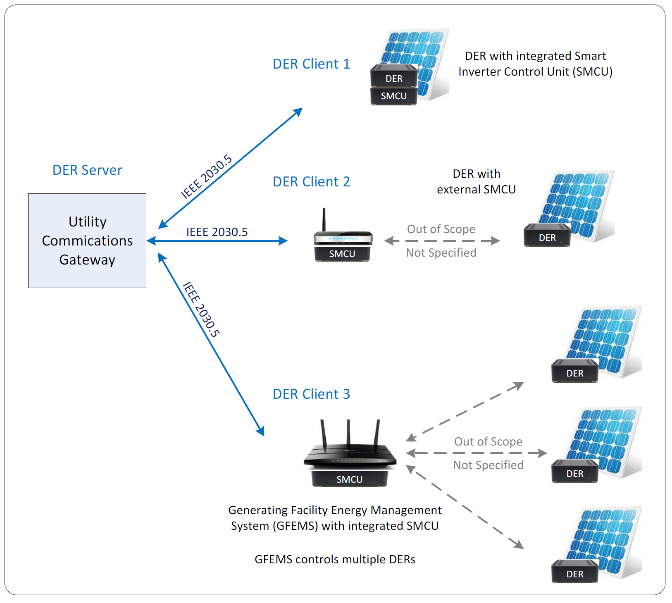 DER Client 1
DER
SMCU
DER with integrated Smart
Inverter Control Unit (SMCU)
DER Server
Utility
Commications
Gateway
IEEE 2030.5
DER Client 2
IEEE 2030.5
SMCU
Out of Scope
Not Specified
DER with
external SMCU
DER
IEEE 2030.5
DER Client 3
SMCU
Generating Facility Energy Management
System (GFEMS) with integrated SMCU
GFEMS controls multiple DERs
Out of Scope
Not Specified
DER
DER
DER